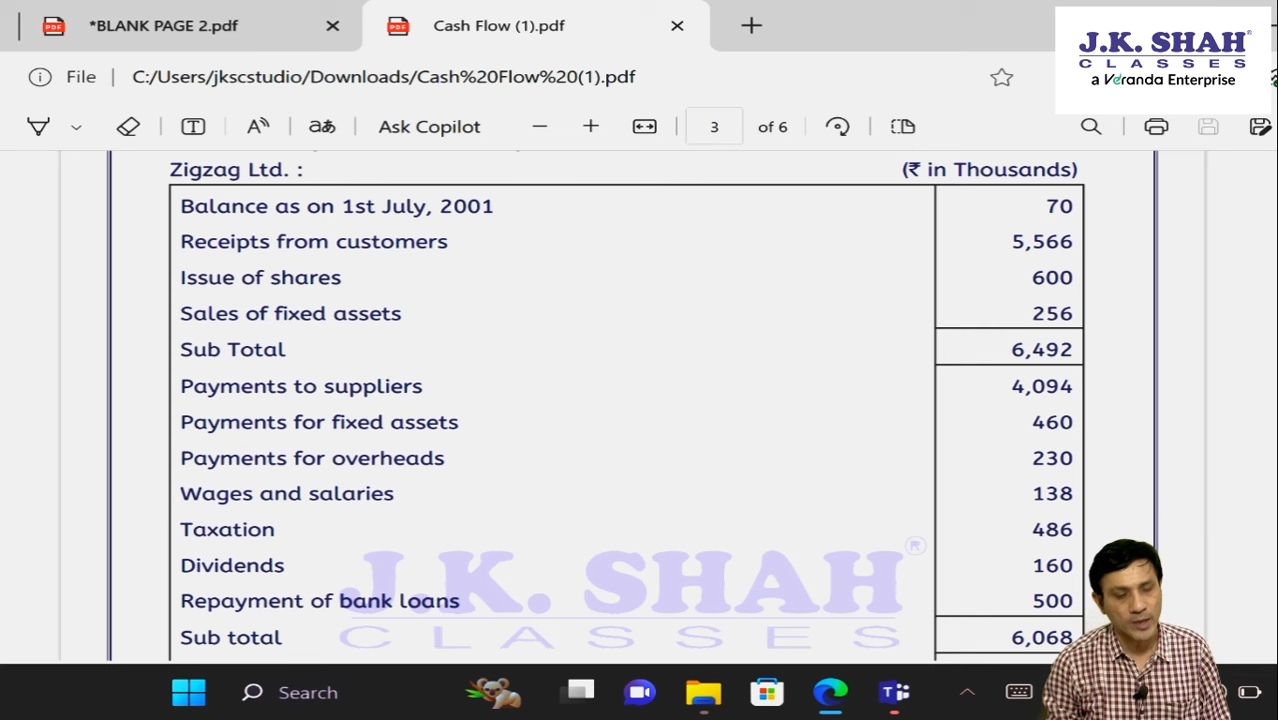 *BLANK PAGE 2.pdf
Cash Flow (1).pdf
J.K. SHAH®
CLASSES
a Veranda Enterprise
File
C:/Users/jkscstudio/Downloads/Cash%20Flow%20(1).pdf
Ask Copilot
3 of 6
Zigzag Ltd. : (₹ in Thousands)
Balance as on 1st July, 2001 70
Receipts from customers 5,566
Issue of shares 600
Sales of fixed assets 256
Sub Total 6,492
Payments to suppliers 4,094
Payments for fixed assets 460
Payments for overheads 230
Wages and salaries 138
Taxation 486
Dividends 160
Repayment of bank loans 500
Sub total 6,068
J.K. SHAH®
CLASSES
Search